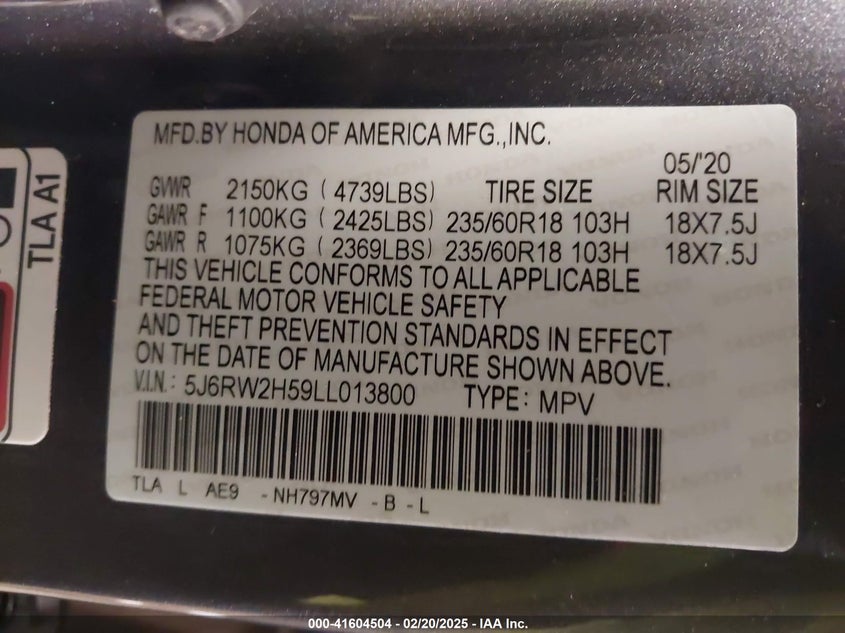 MFD.BY HONDA OF AMERICA MFG.,INC.
05/'20
GVWR 2150KG ( 4739LBS) TIRE SIZE RIM SIZE
GAWR F 1100KG ( 2425LBS) 235/60R18 103H 18X7.5J
GAWR R 1075KG ( 2369LBS) 235/60R18 103H 18X7.5J
THIS VEHICLE CONFORMS TO ALL APPLICABLE
FEDERAL MOTOR VEHICLE SAFETY
AND THEFT PREVENTION STANDARDS IN EFFECT
ON THE DATE OF MANUFACTURE SHOWN ABOVE.
V.I.N.: 5J6RW2H59LL013800 TYPE: MPV
TLA L AE9 -NH797MV -B -L
TLA A1
000-41604504 - 02/20/2025 - IAA Inc.